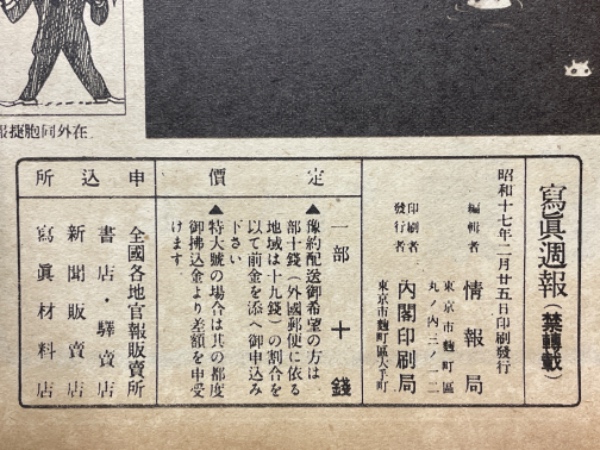 在外同胞捷報
寫眞週報(禁轉載)
昭和十七年二月廿五日印刷發行
編輯者 情報局
東京市麴町區
丸ノ内三ノ一二
印刷者
發行者
内閣印刷局
東京市麴町區大手町
定價
一部 十錢
▲豫約配送御希望の方は一
部十錢(外國郵便に依る
地域は十九錢)の割合を
以て前金を添へ御申込み
下さい
▲特大號の場合は其の都度
御拂込金より差額を申受
けます
申込所
全國各地官報販賣所
書店・驛賣店
新聞販賣店
寫眞材料店